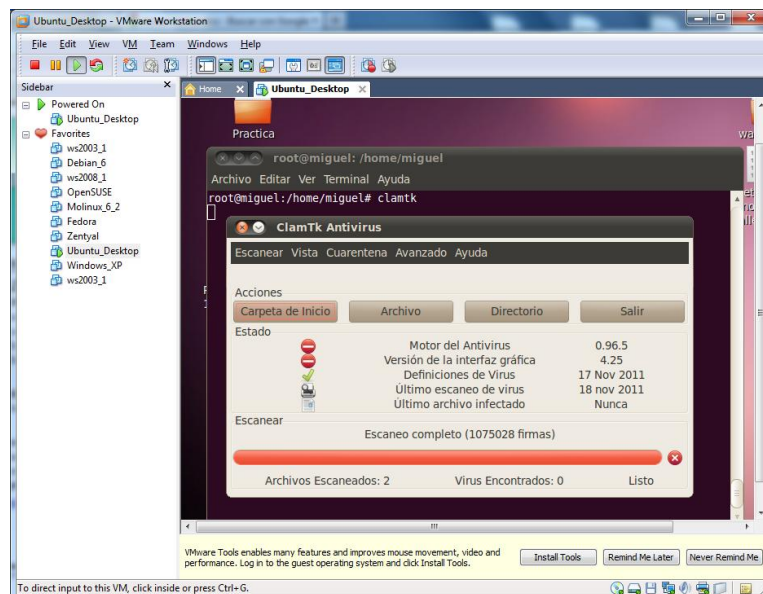 Ubuntu_Desktop - VMware Workstation
File Edit View VM Team Windows Help
Sidebar
Powered On
Ubuntu_Desktop
Favorites
ws2003_1
Debian_6
ws2008_1
OpenSUSE
Molinux_6_2
Fedora
Zentyal
Ubuntu_Desktop
Windows_XP
ws2003_1
Home Ubuntu_Desktop
Practica
root@miguel: /home/miguel
Archivo Editar Ver Terminal Ayuda
root@miguel:/home/miguel# clamtk
ClamTk Antivirus
Escanear Vista Cuarentena Avanzado Ayuda
Acciones
Carpeta de Inicio Archivo Directorio Salir
Estado
Motor del Antivirus 0.96.5
Versión de la interfaz gráfica 4.25
Definiciones de Virus 17 Nov 2011
Último escaneo de virus 18 nov 2011
Último archivo infectado Nunca
Escanear
Escaneo completo (1075028 firmas)
Archivos Escaneados: 2 Virus Encontrados: 0 Listo
VMware Tools enables many features and improves mouse movement, video and
performance. Log in to the guest operating system and click Install Tools.
Install Tools Remind Me Later Never Remind Me
To direct input to this VM, click inside or press Ctrl+G.